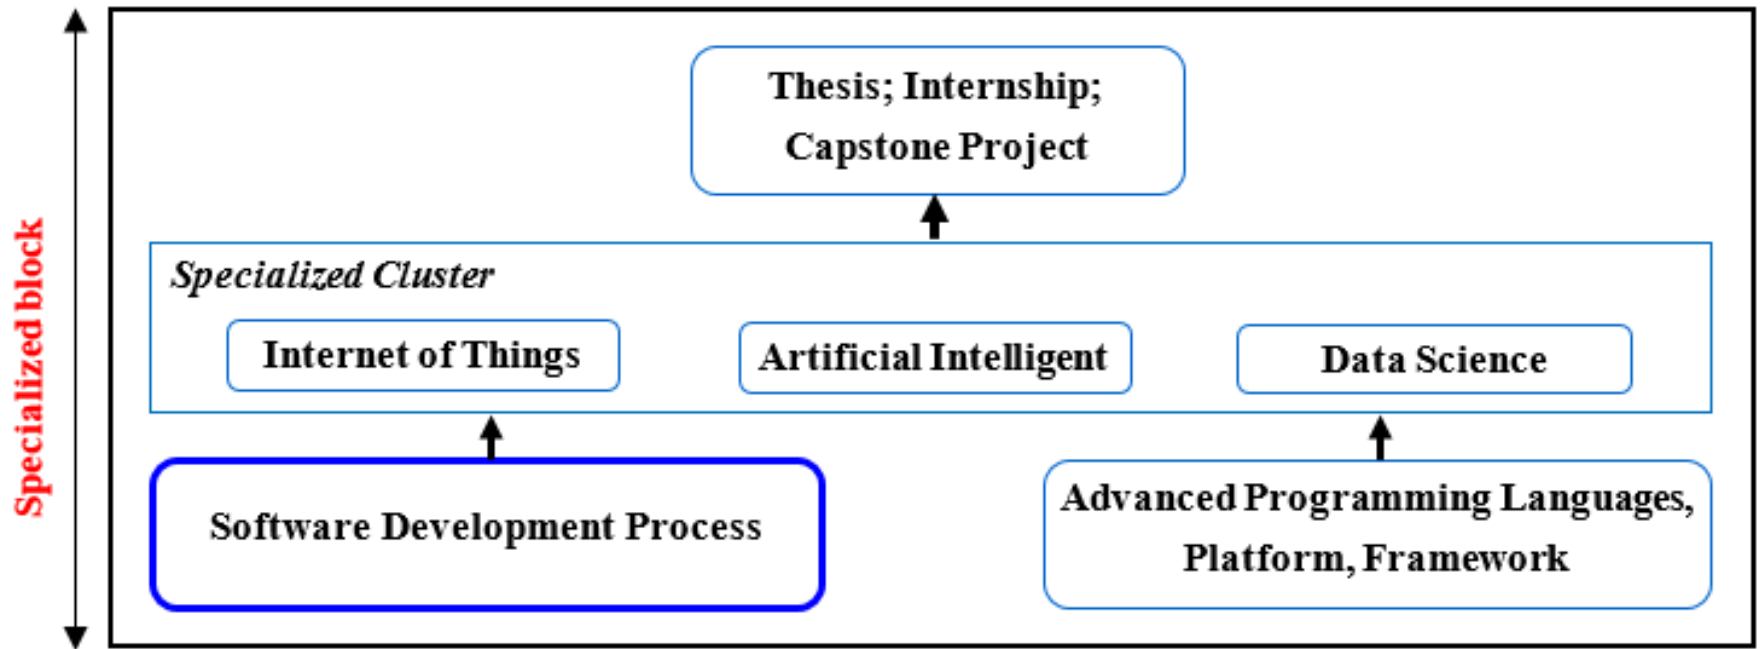 Specialized block
Thesis; Internship;
Capstone Project
Specialized Cluster
Internet of Things
Artificial Intelligent
Data Science
Software Development Process
Advanced Programming Languages,
Platform, Framework